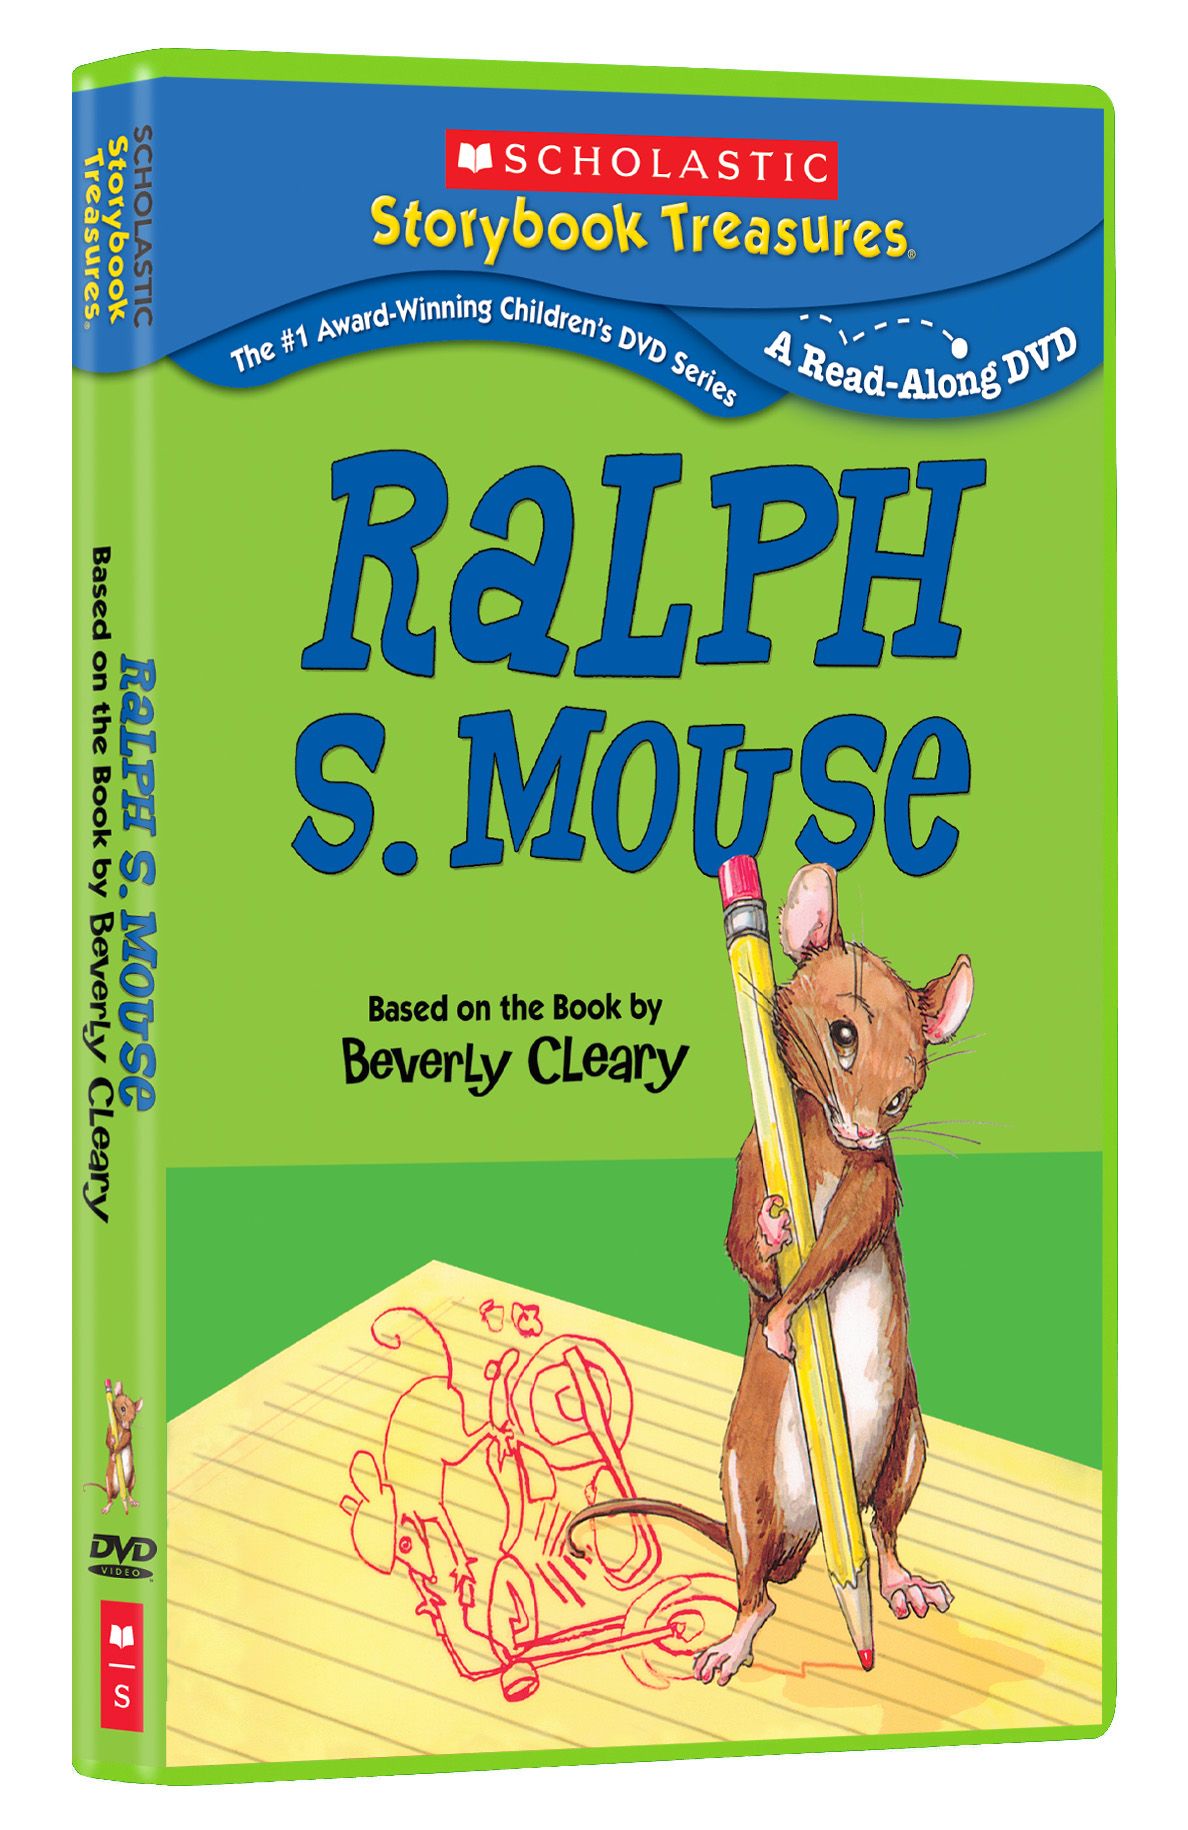 SCHOLASTIC
Storybook Treasures®
The #1 Award-Winning Children's DVD Series
A Read-Along DVD
RaLPH
S. MOUSe
Based on the Book by
Beverly Cleary
SCHOLASTIC
Storybook
Treasures®
RaLPH S. MOUSe
Based on the Book by Beverly Cleary
DVD
VIDEO
S